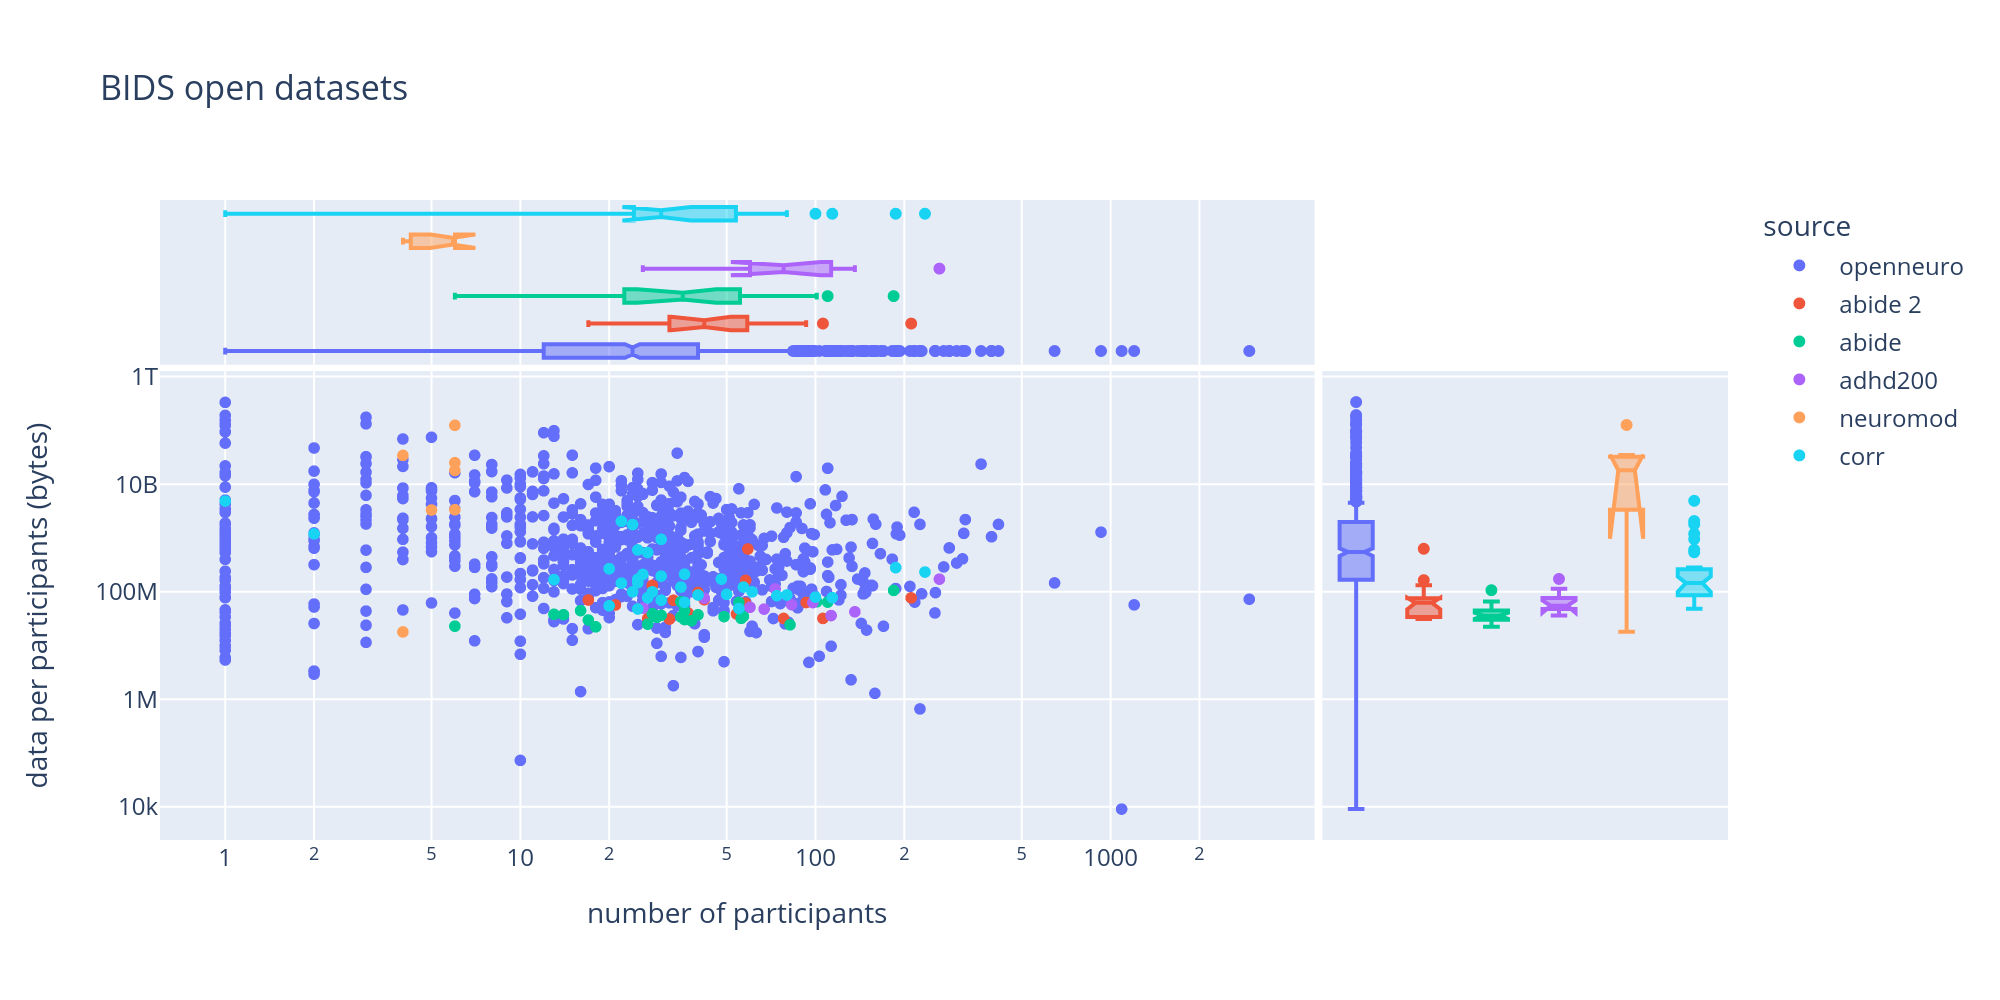 BIDS open datasets
source
openneuro
abide 2
abide
adhd200
neuromod
corr
1T
10B
100M
1M
10k
data per participants (bytes)
1 2 5 10 2 5 100 2 5 1000 2
number of participants